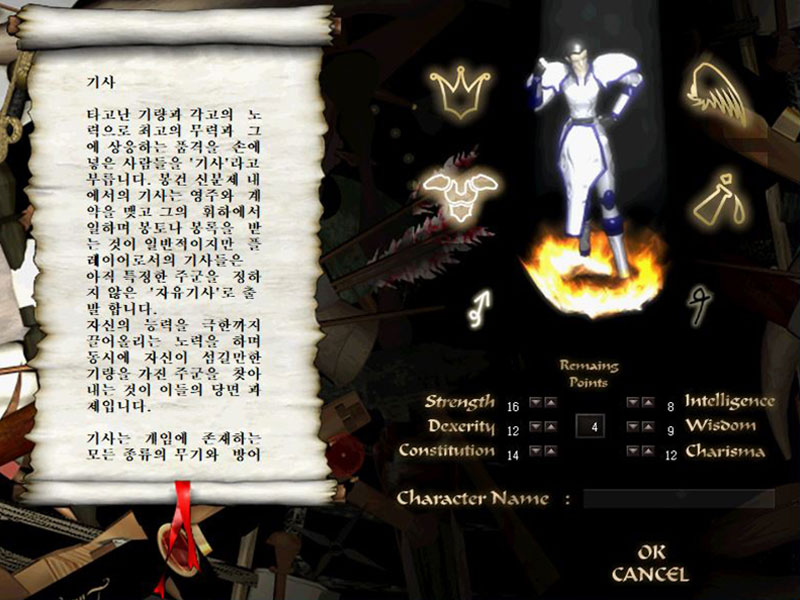 기사
타고난 기량과 각고의 노
력으로 최고의 무력과 그
에 상응하는 품격을 손에
넣은 사람들을 '기사'라고
부릅니다. 봉건 신분제 내
에서의 기사는 영주와 계
약을 맺고 그의 휘하에서
일하며 봉토나 봉록을 받
는 것이 일반적이지만 플
레이어로서의 기사들은
아직 특정한 주군을 정하
지 않은 '자유기사'로 출
발 합니다.
자신의 능력을 극한까지
끌어올리는 노력을 하며
동시에 자신이 섬길만한
기량을 가진 주군을 찾아
내는 것이 이들의 당면 과
제입니다.
기사는 게임에 존재하는
모든 종류의 무기와 방어
Remaing
Points
4
Strength 16
Dexerity 12
Constitution 14
8 Intelligence
9 Wisdom
12 Charisma
Character Name :
OK
CANCEL